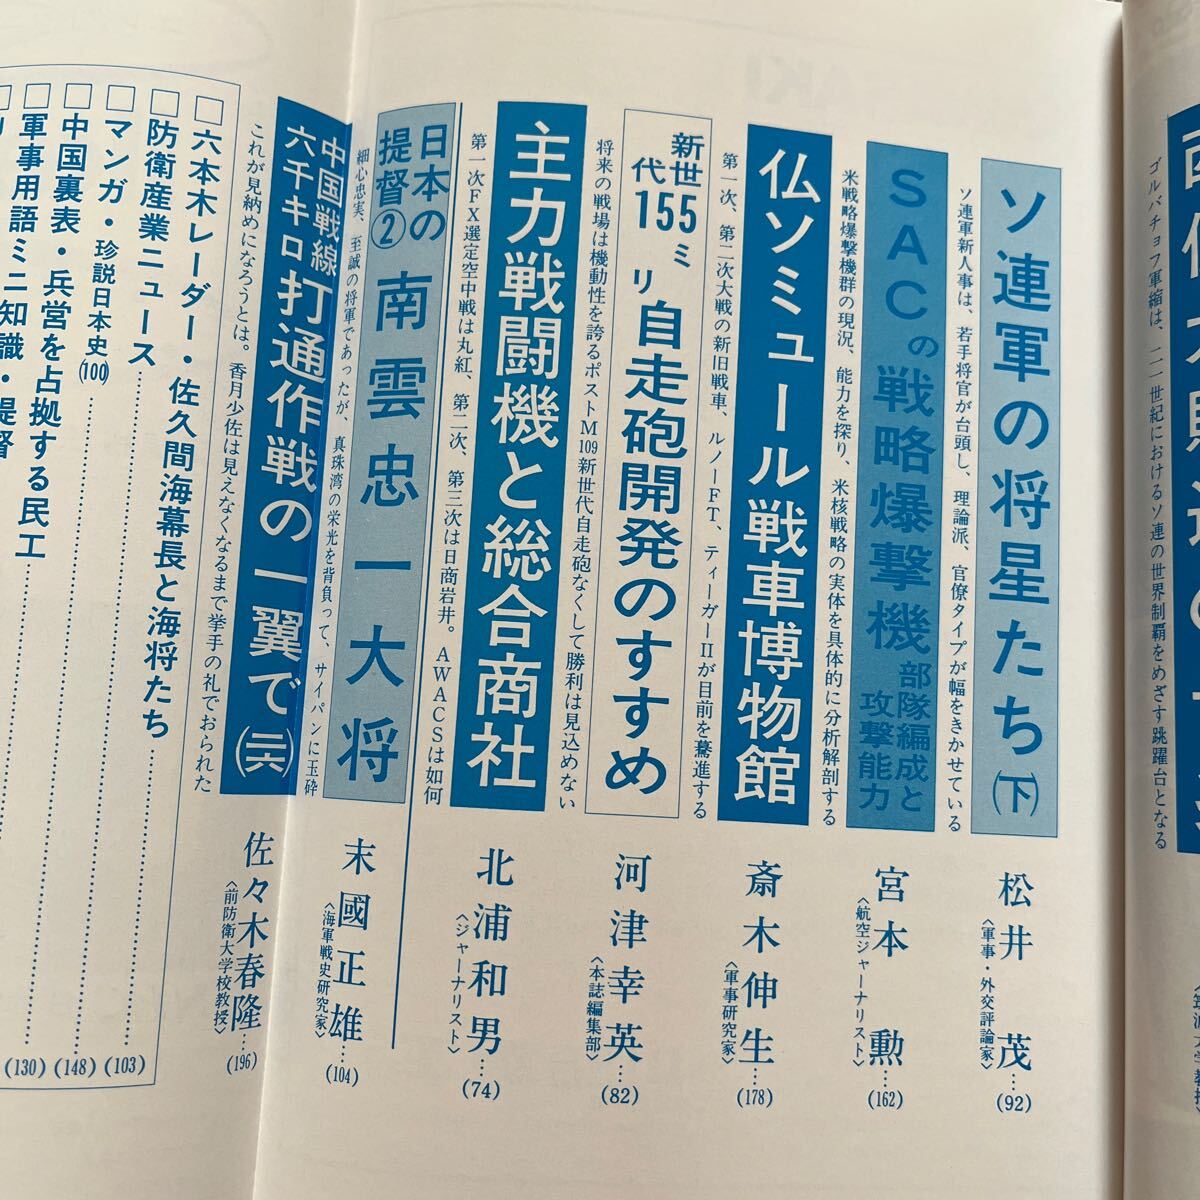 ゴルバチョフ軍縮は、二一世紀におけるソ連の世界制覇をめざす跳躍台となる
ソ連軍の将星たち(下)
ソ連軍新人事は、若手将官が台頭し、理論派、官僚タイプが幅をきかせている
松井 茂…(92)
〈軍事・外交評論家〉
SACの戦略爆撃機部隊編成と攻撃能力
米戦略爆撃機群の現況、能力を探り、米核戦略の実体を具体的に分析解剖する
宮本 勲…(162)
〈航空ジャーナリスト〉
仏ソミュール戦車博物館
第一次、第二次大戦の新旧戦車、ルノーFT、ティーガーIIが目前を驀進する
斎木伸生…(178)
〈軍事研究家〉
新世代155ミリ自走砲開発のすすめ
将来の戦場は機動性を誇るポストM109新世代自走砲なくして勝利は見込めない
河津幸英…(82)
〈本誌編集部〉
主力戦闘機と総合商社
第一次FX選定空中戦は丸紅、第二次、第三次は日商岩井。AWACSは如何
北浦和男…(74)
〈ジャーナリスト〉
日本の提督②南雲忠一大将
細心忠実、至誠の将軍であったが、真珠湾の栄光を背負って、サイパンに玉砕
末國正雄…(104)
〈海軍戦史研究家〉
中国戦線六千キロ打通作戦の一翼で(六)
これが見納めになろうとは。香月少佐は見えなくなるまで挙手の礼でおられた
佐々木春隆…(196)
〈前防衛大学校教授〉
□六本木レーダー・佐久間海幕長と海将たち
□防衛産業ニュース
□マンガ・珍説日本史(100)…(103)
□中国裏表・兵営を占拠する民工…(148)
□軍事用語ミニ知識・提督…(130)